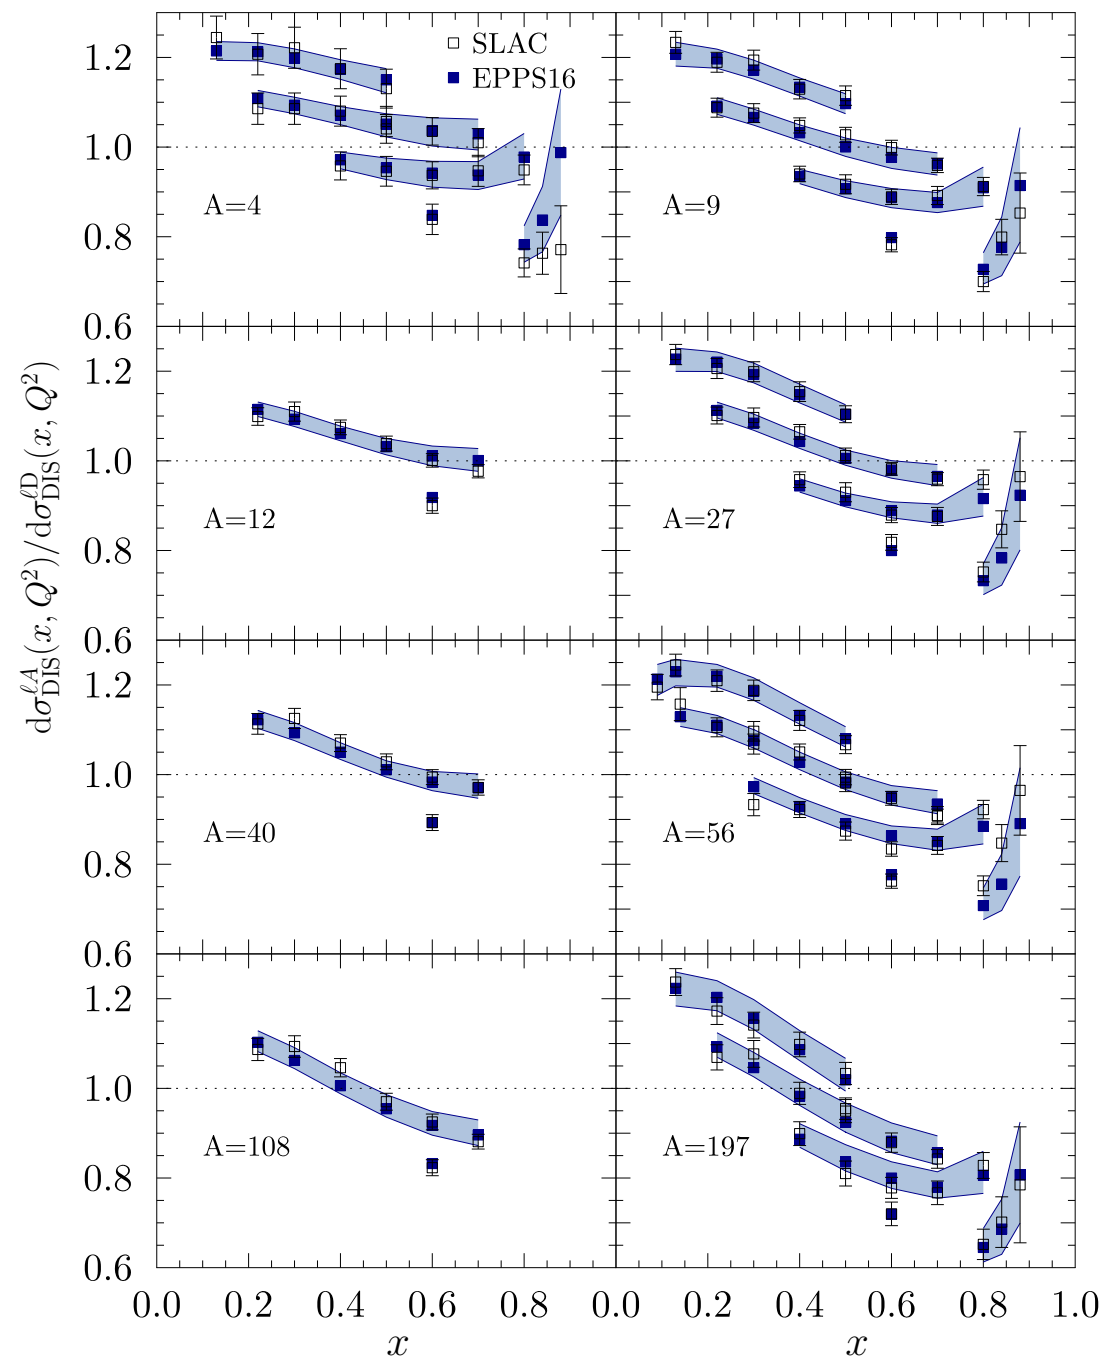 SLAC
EPPS16
1.2
1.0
0.8
0.6
A=4
A=9
1.2
1.0
0.8
0.6
A=12
A=27
1.2
1.0
0.8
0.6
A=40
A=56
1.2
1.0
0.8
0.6
A=108
A=197
0.0 0.2 0.4 0.6 0.8 0.0 0.2 0.4 0.6 0.8 1.0
x x
dσ^{ℓA}_{DIS}(x, Q²)/dσ^{ℓD}_{DIS}(x, Q²)